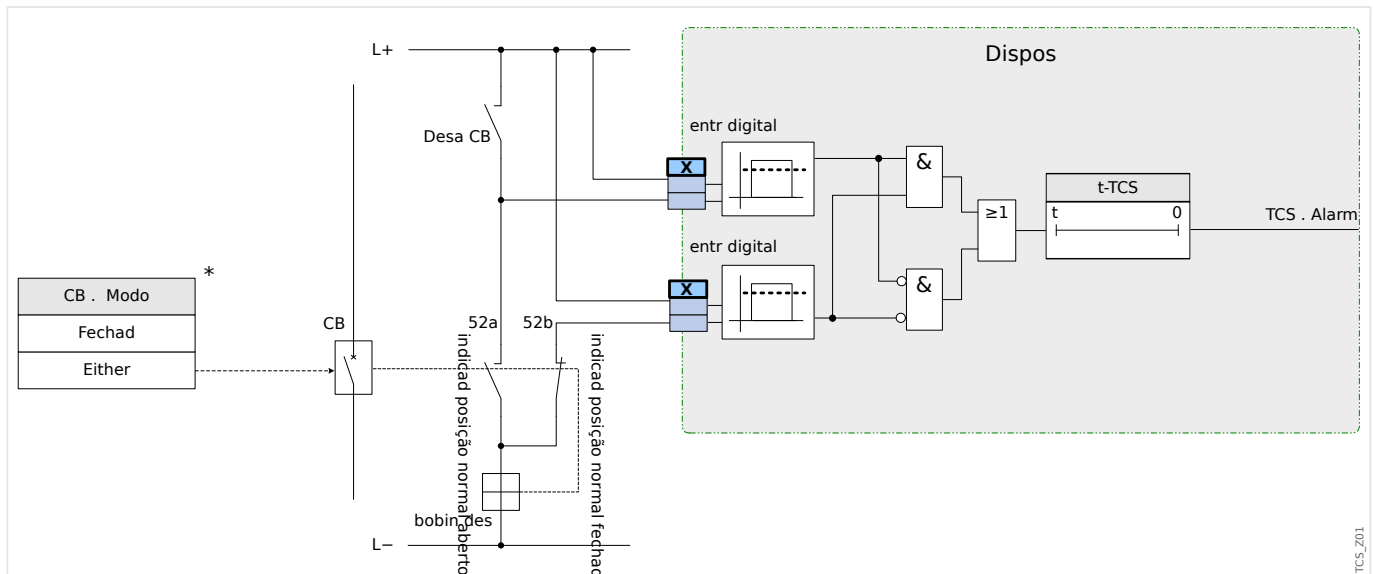 L+
Dispos
Desa CB
entr digital
X
&
t-TCS
t 0
≥1
TCS . Alarm
entr digital
X
&
*
CB . Modo
Fechad
Either
CB
52a
52b
indicad posição normal aberto
indicad posição normal fechad
bobin des
L−
TCS_Z01